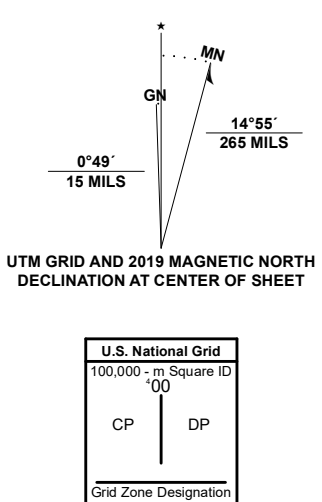 ★
MN
GN
0°49´
15 MILS
14°55´
265 MILS
UTM GRID AND 2019 MAGNETIC NORTH
DECLINATION AT CENTER OF SHEET
U.S. National Grid
100,000 - m Square ID
⁴00
CP DP
Grid Zone Designation